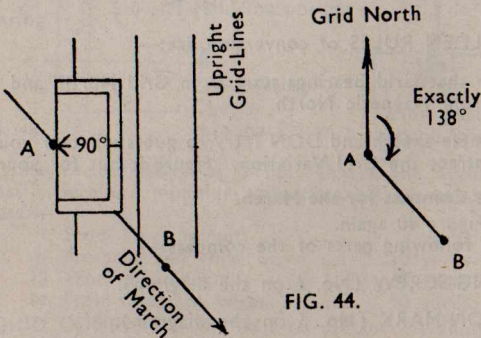 Grid North
Upright
Grid-Lines
Exactly
138°
A
90°
A
B
B
Direction
of March
FIG. 44.